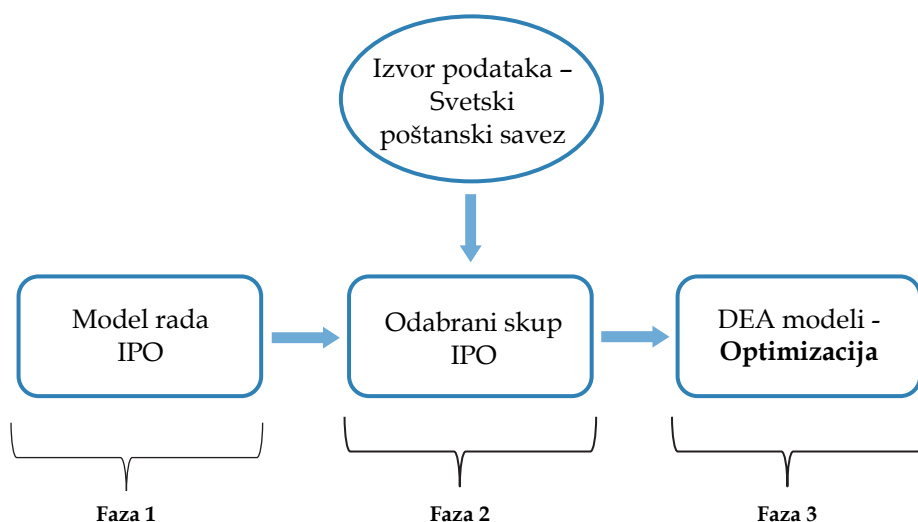 Izvor podataka –
Svetski
poštanski savez
Model rada
IPO
Odabrani skup
IPO
DEA modeli -
Optimizacija
Faza 1
Faza 2
Faza 3